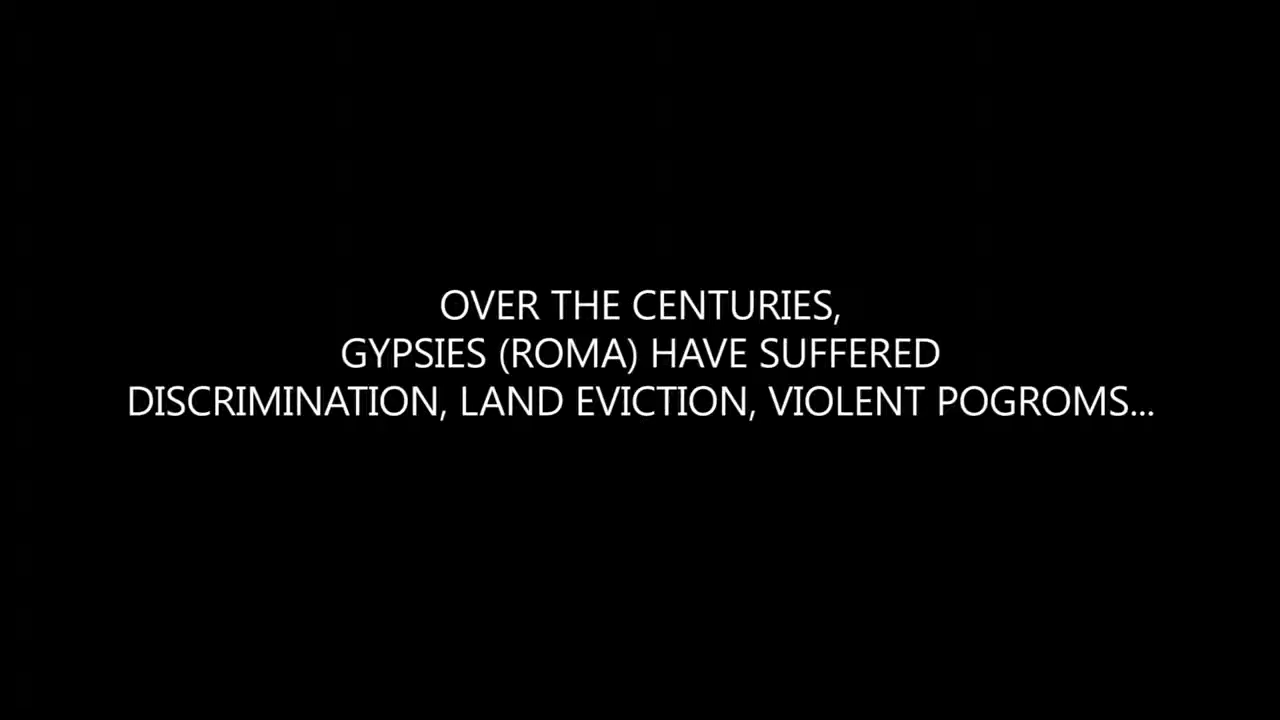 OVER THE CENTURIES,
GYPSIES (ROMA) HAVE SUFFERED
DISCRIMINATION, LAND EVICTION, VIOLENT POGROMS...